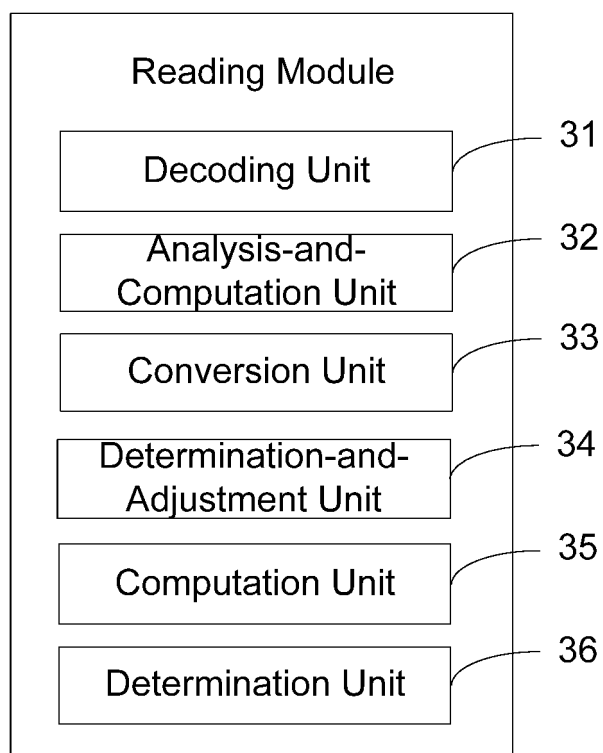 Reading Module
Decoding Unit
31
Analysis-and-
Computation Unit
32
Conversion Unit
33
Determination-and-
Adjustment Unit
34
Computation Unit
35
Determination Unit
36